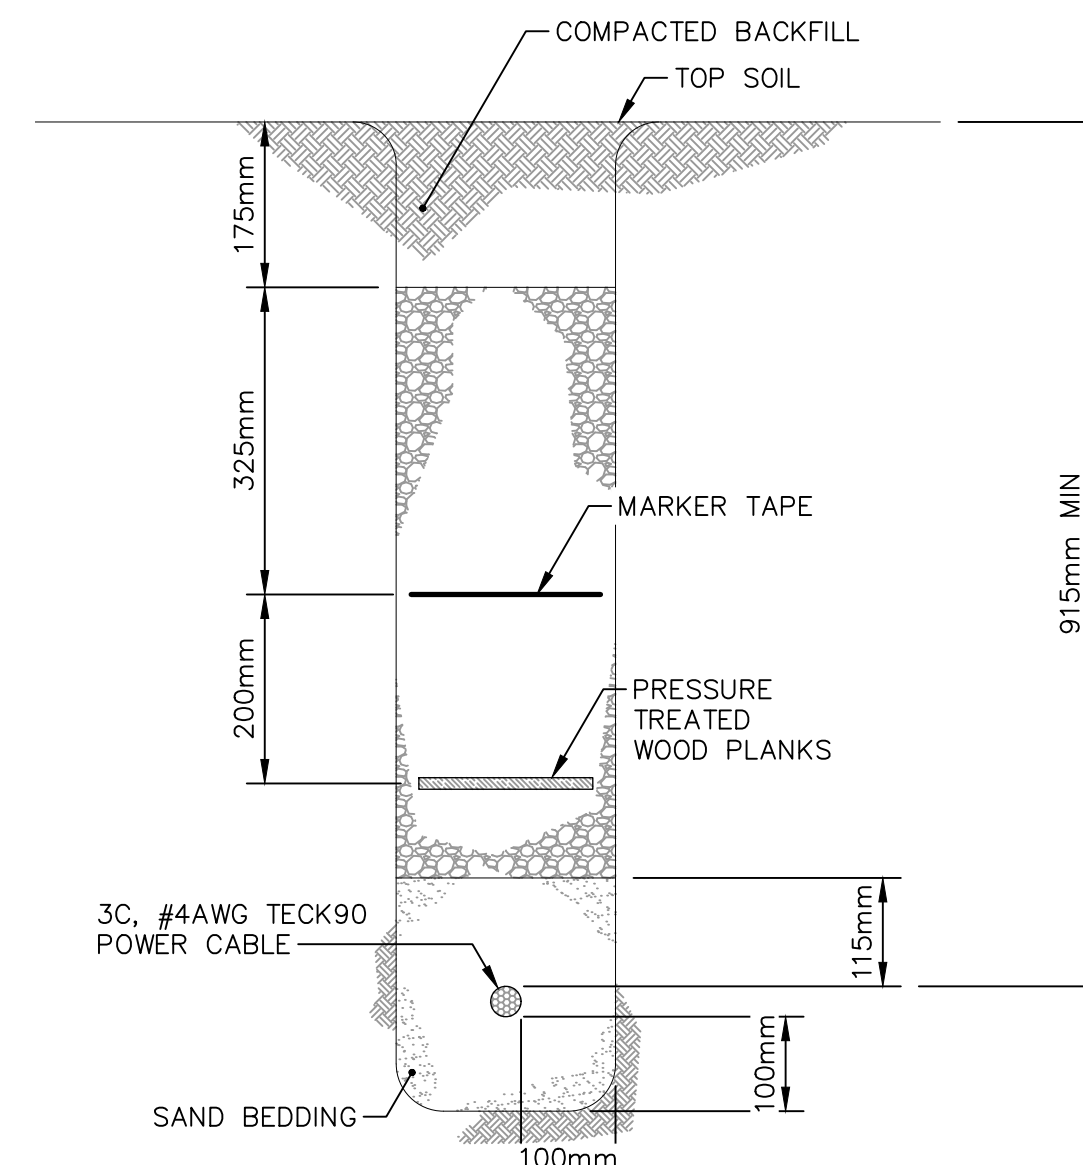 COMPACTED BACKFILL
TOP SOIL
175mm
325mm
MARKER TAPE
915mm MIN
200mm
PRESSURE
TREATED
WOOD PLANKS
3C, #4AWG TECK90
POWER CABLE
115mm
100mm
SAND BEDDING
100mm